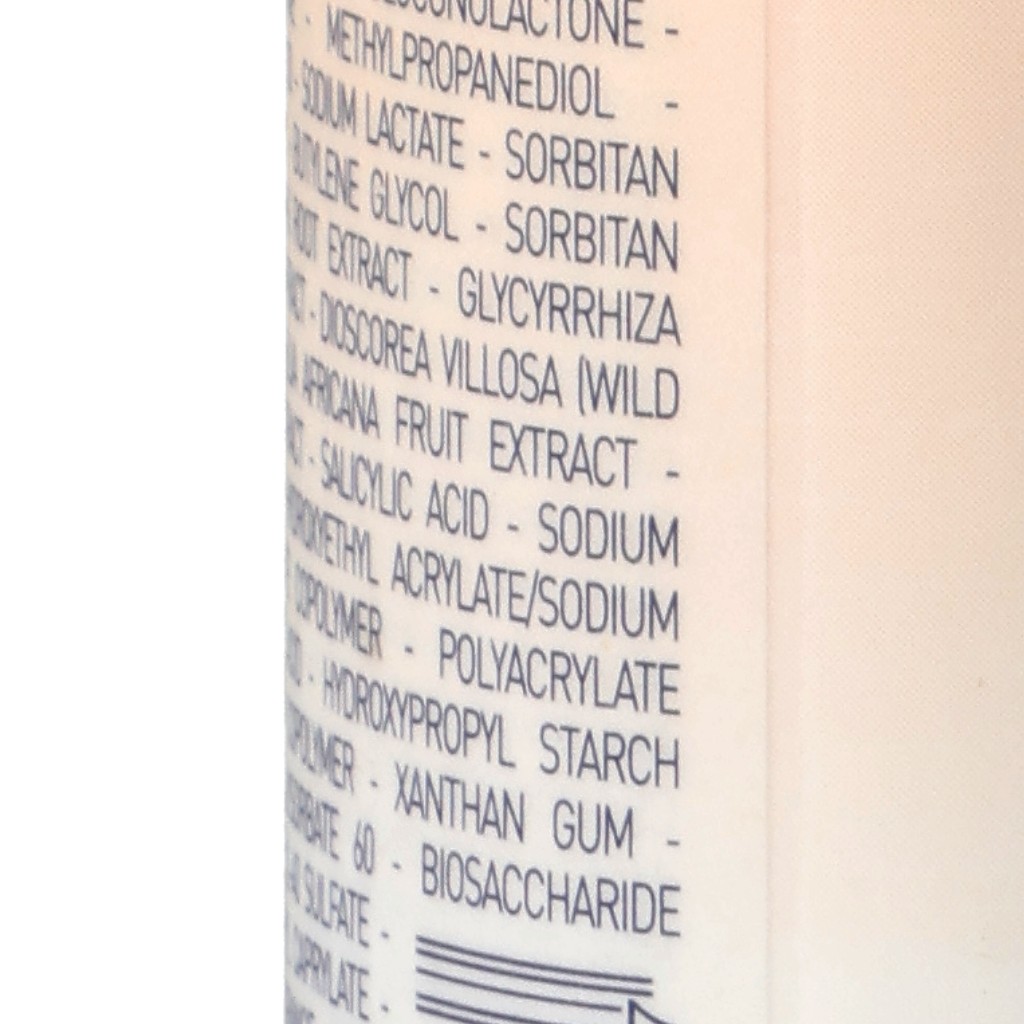 - METHYLPROPANEDIOL -
- SODIUM LACTATE - SORBITAN
BUTYLENE GLYCOL - SORBITAN
ROOT EXTRACT - GLYCYRRHIZA
- DIOSCOREA VILLOSA (WILD
AFRICANA FRUIT EXTRACT -
- SALICYLIC ACID - SODIUM
ACRYLATE/SODIUM
COPOLYMER - POLYACRYLATE
- HYDROXYPROPYL STARCH
- XANTHAN GUM -
60 - BIOSACCHARIDE
SULFATE -
CAPRYLATE -